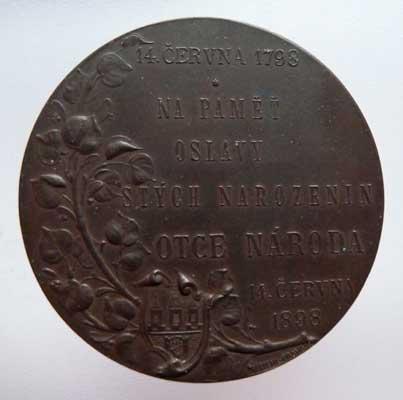 14. ČERVNA 1798
NA PAMĚŤ
OSLAVY
STÝCH NAROZENIN
OTCE NÁRODA
14. ČERVNA
1898